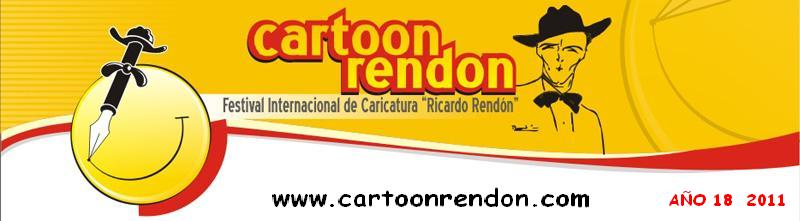 cartoon
rendon
Festival Internacional de Caricatura "Ricardo Rendón"
www.cartoonrendon.com
AÑO 18 2011